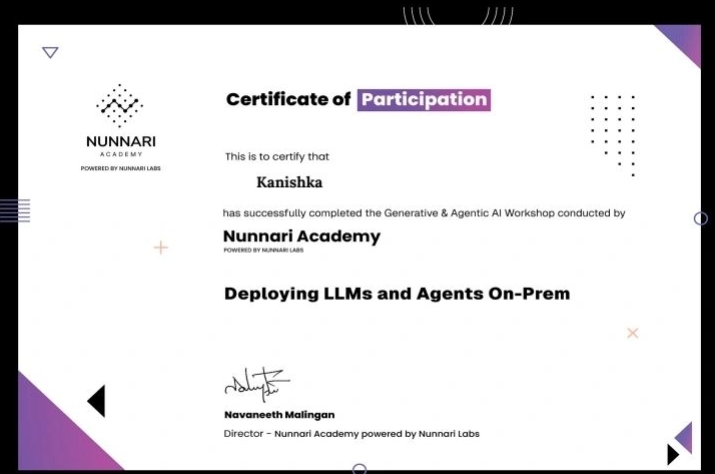 Certificate of Participation
NUNNARI
ACADEMY
POWERED BY NUNNARI LABS
This is to certify that
Kanishka
has successfully completed the Generative & Agentic AI Workshop conducted by
Nunnari Academy
POWERED BY NUNNARI LABS
Deploying LLMs and Agents On-Prem
Navaneeth Malingan
Director - Nunnari Academy powered by Nunnari Labs